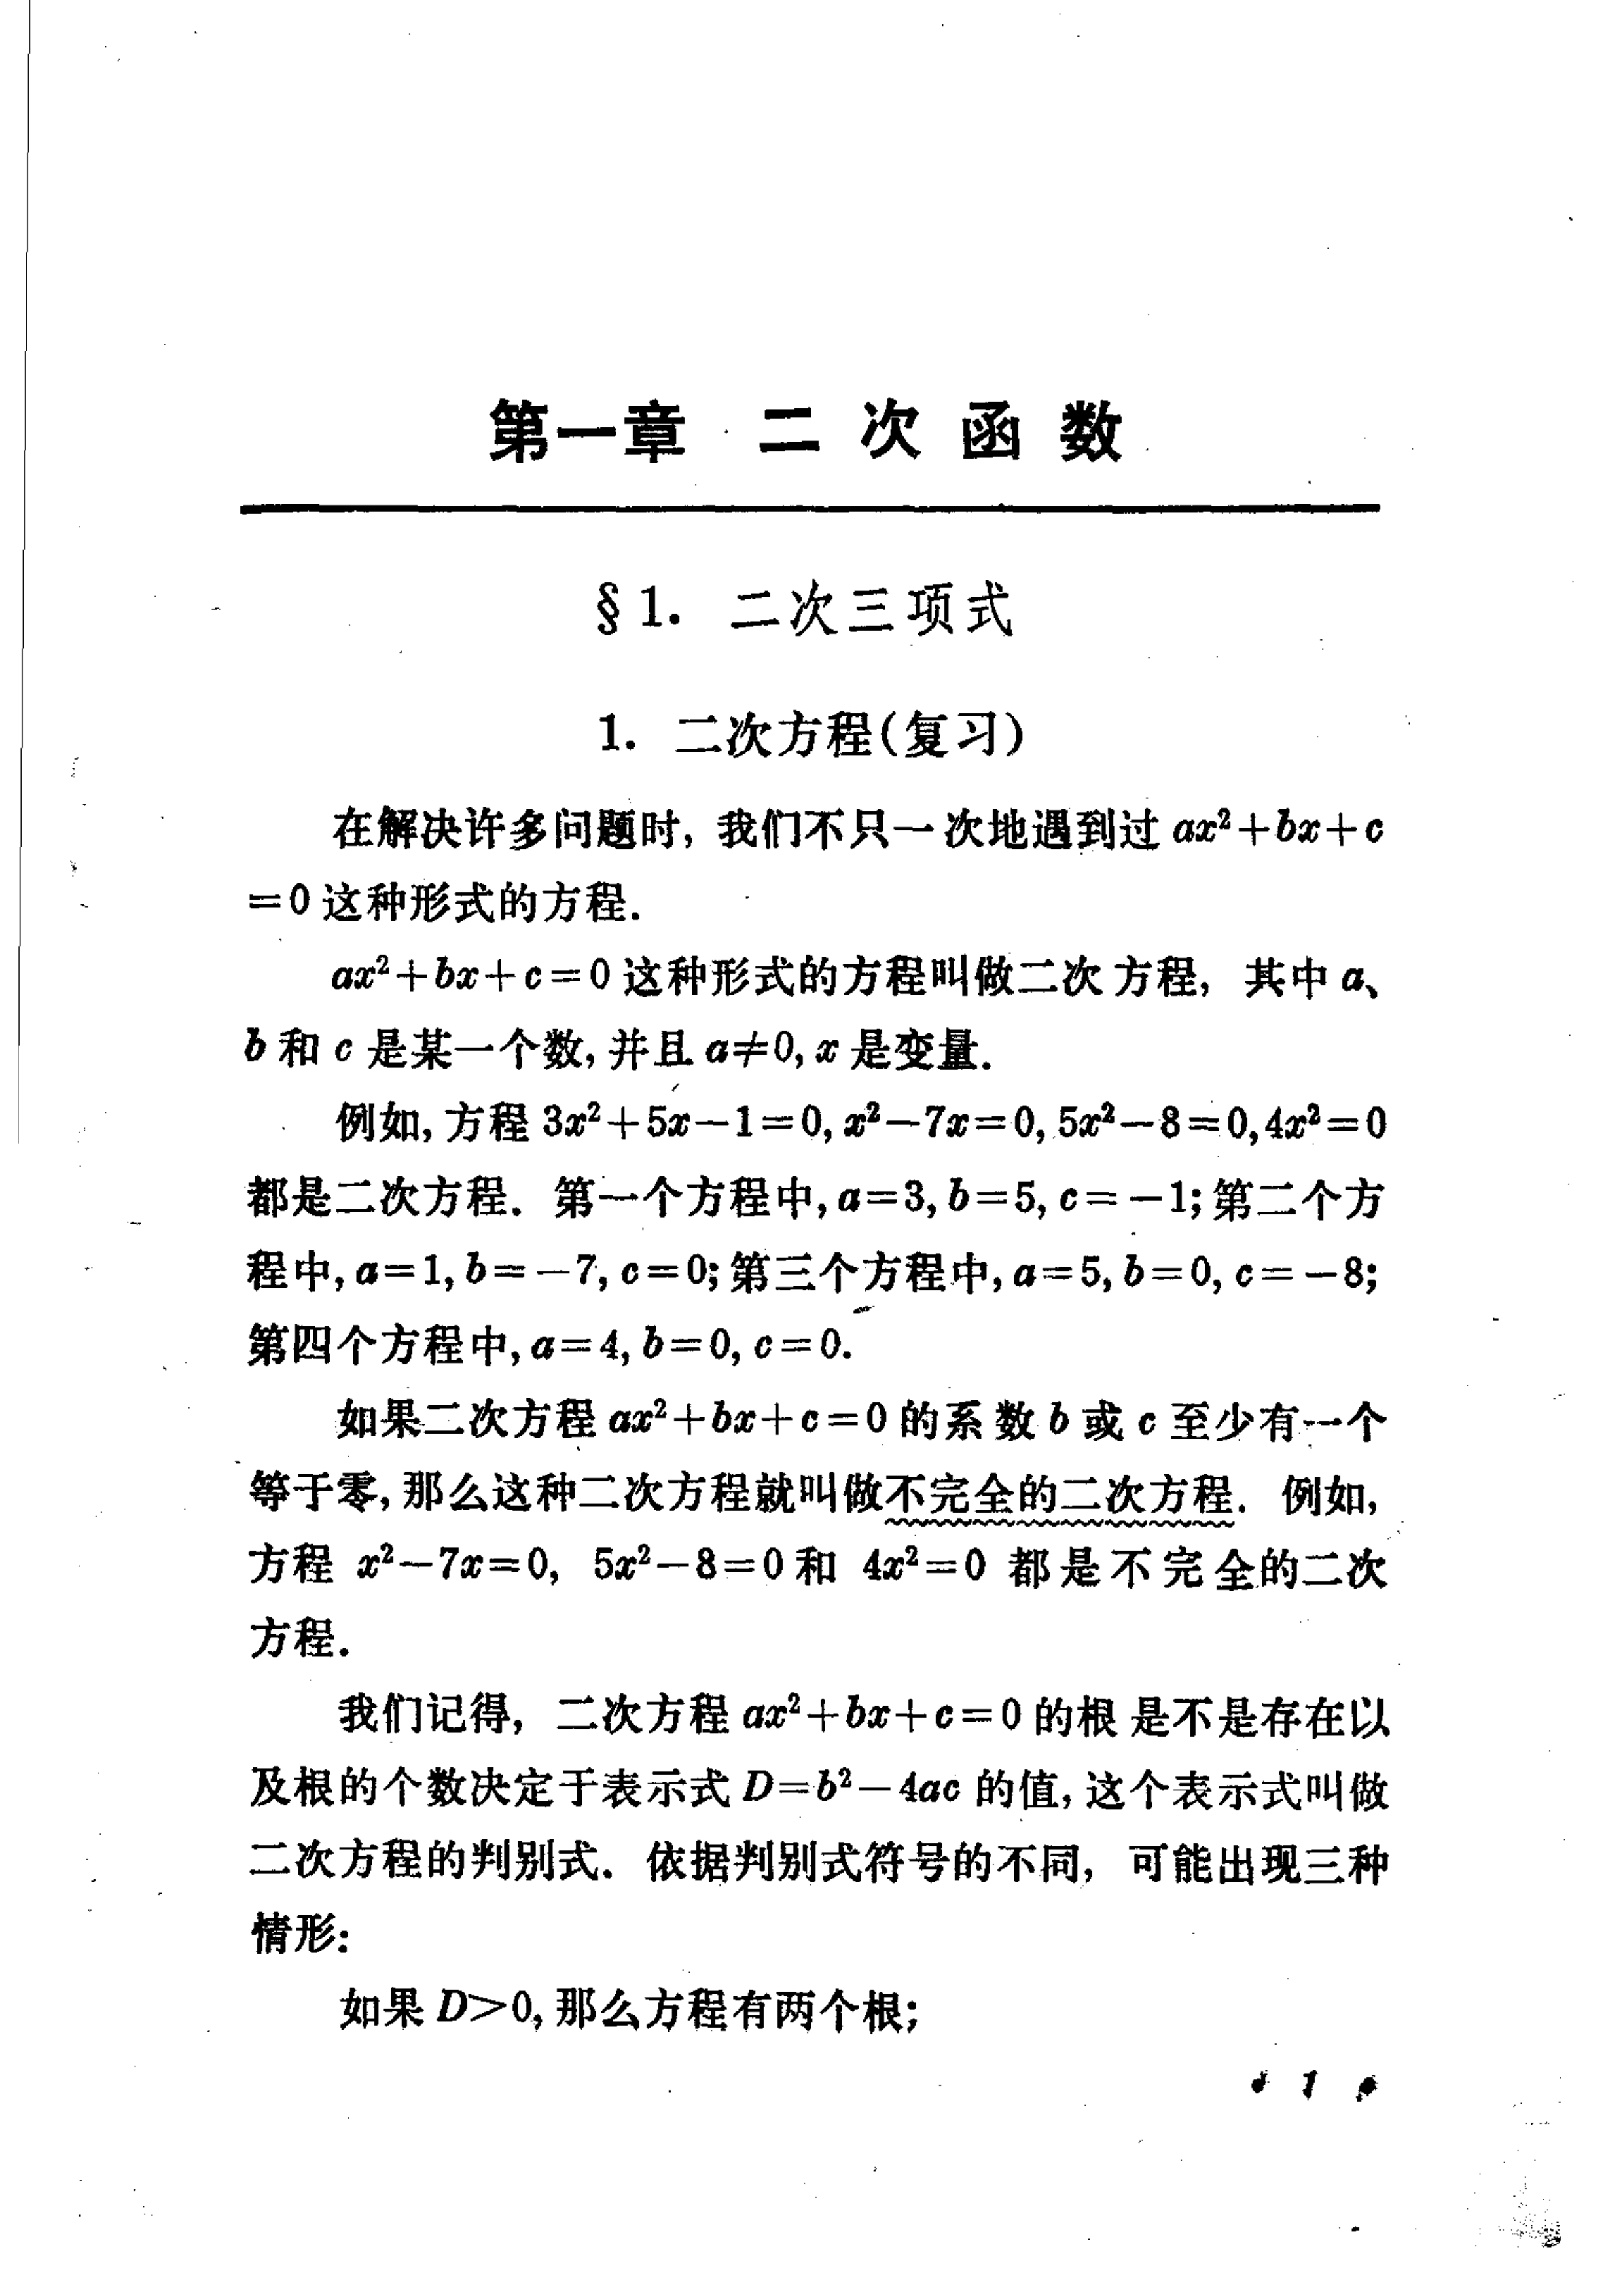 第一章 二次函数
§1. 二次三项式
1. 二次方程(复习)
在解决许多问题时, 我们不只一次地遇到过 ax²+bx+c
=0 这种形式的方程.
ax²+bx+c=0 这种形式的方程叫做二次方程, 其中 a、
b 和 c 是某一个数, 并且 a≠0, x 是变量.
例如, 方程 3x²+5x-1=0, x²-7x=0, 5x²-8=0, 4x²=0
都是二次方程. 第一个方程中, a=3, b=5, c=-1; 第二个方
程中, a=1, b=-7, c=0; 第三个方程中, a=5, b=0, c=-8;
第四个方程中, a=4, b=0, c=0.
如果二次方程 ax²+bx+c=0 的系数 b 或 c 至少有一个
等于零, 那么这种二次方程就叫做不完全的二次方程. 例如,
方程 x²-7x=0, 5x²-8=0 和 4x²=0 都是不完全的二次
方程.
我们记得, 二次方程 ax²+bx+c=0 的根是不是存在以
及根的个数决定于表示式 D=b²-4ac 的值, 这个表示式叫做
二次方程的判别式. 依据判别式符号的不同, 可能出现三种
情形:
如果 D>0, 那么方程有两个根;
• 1 •